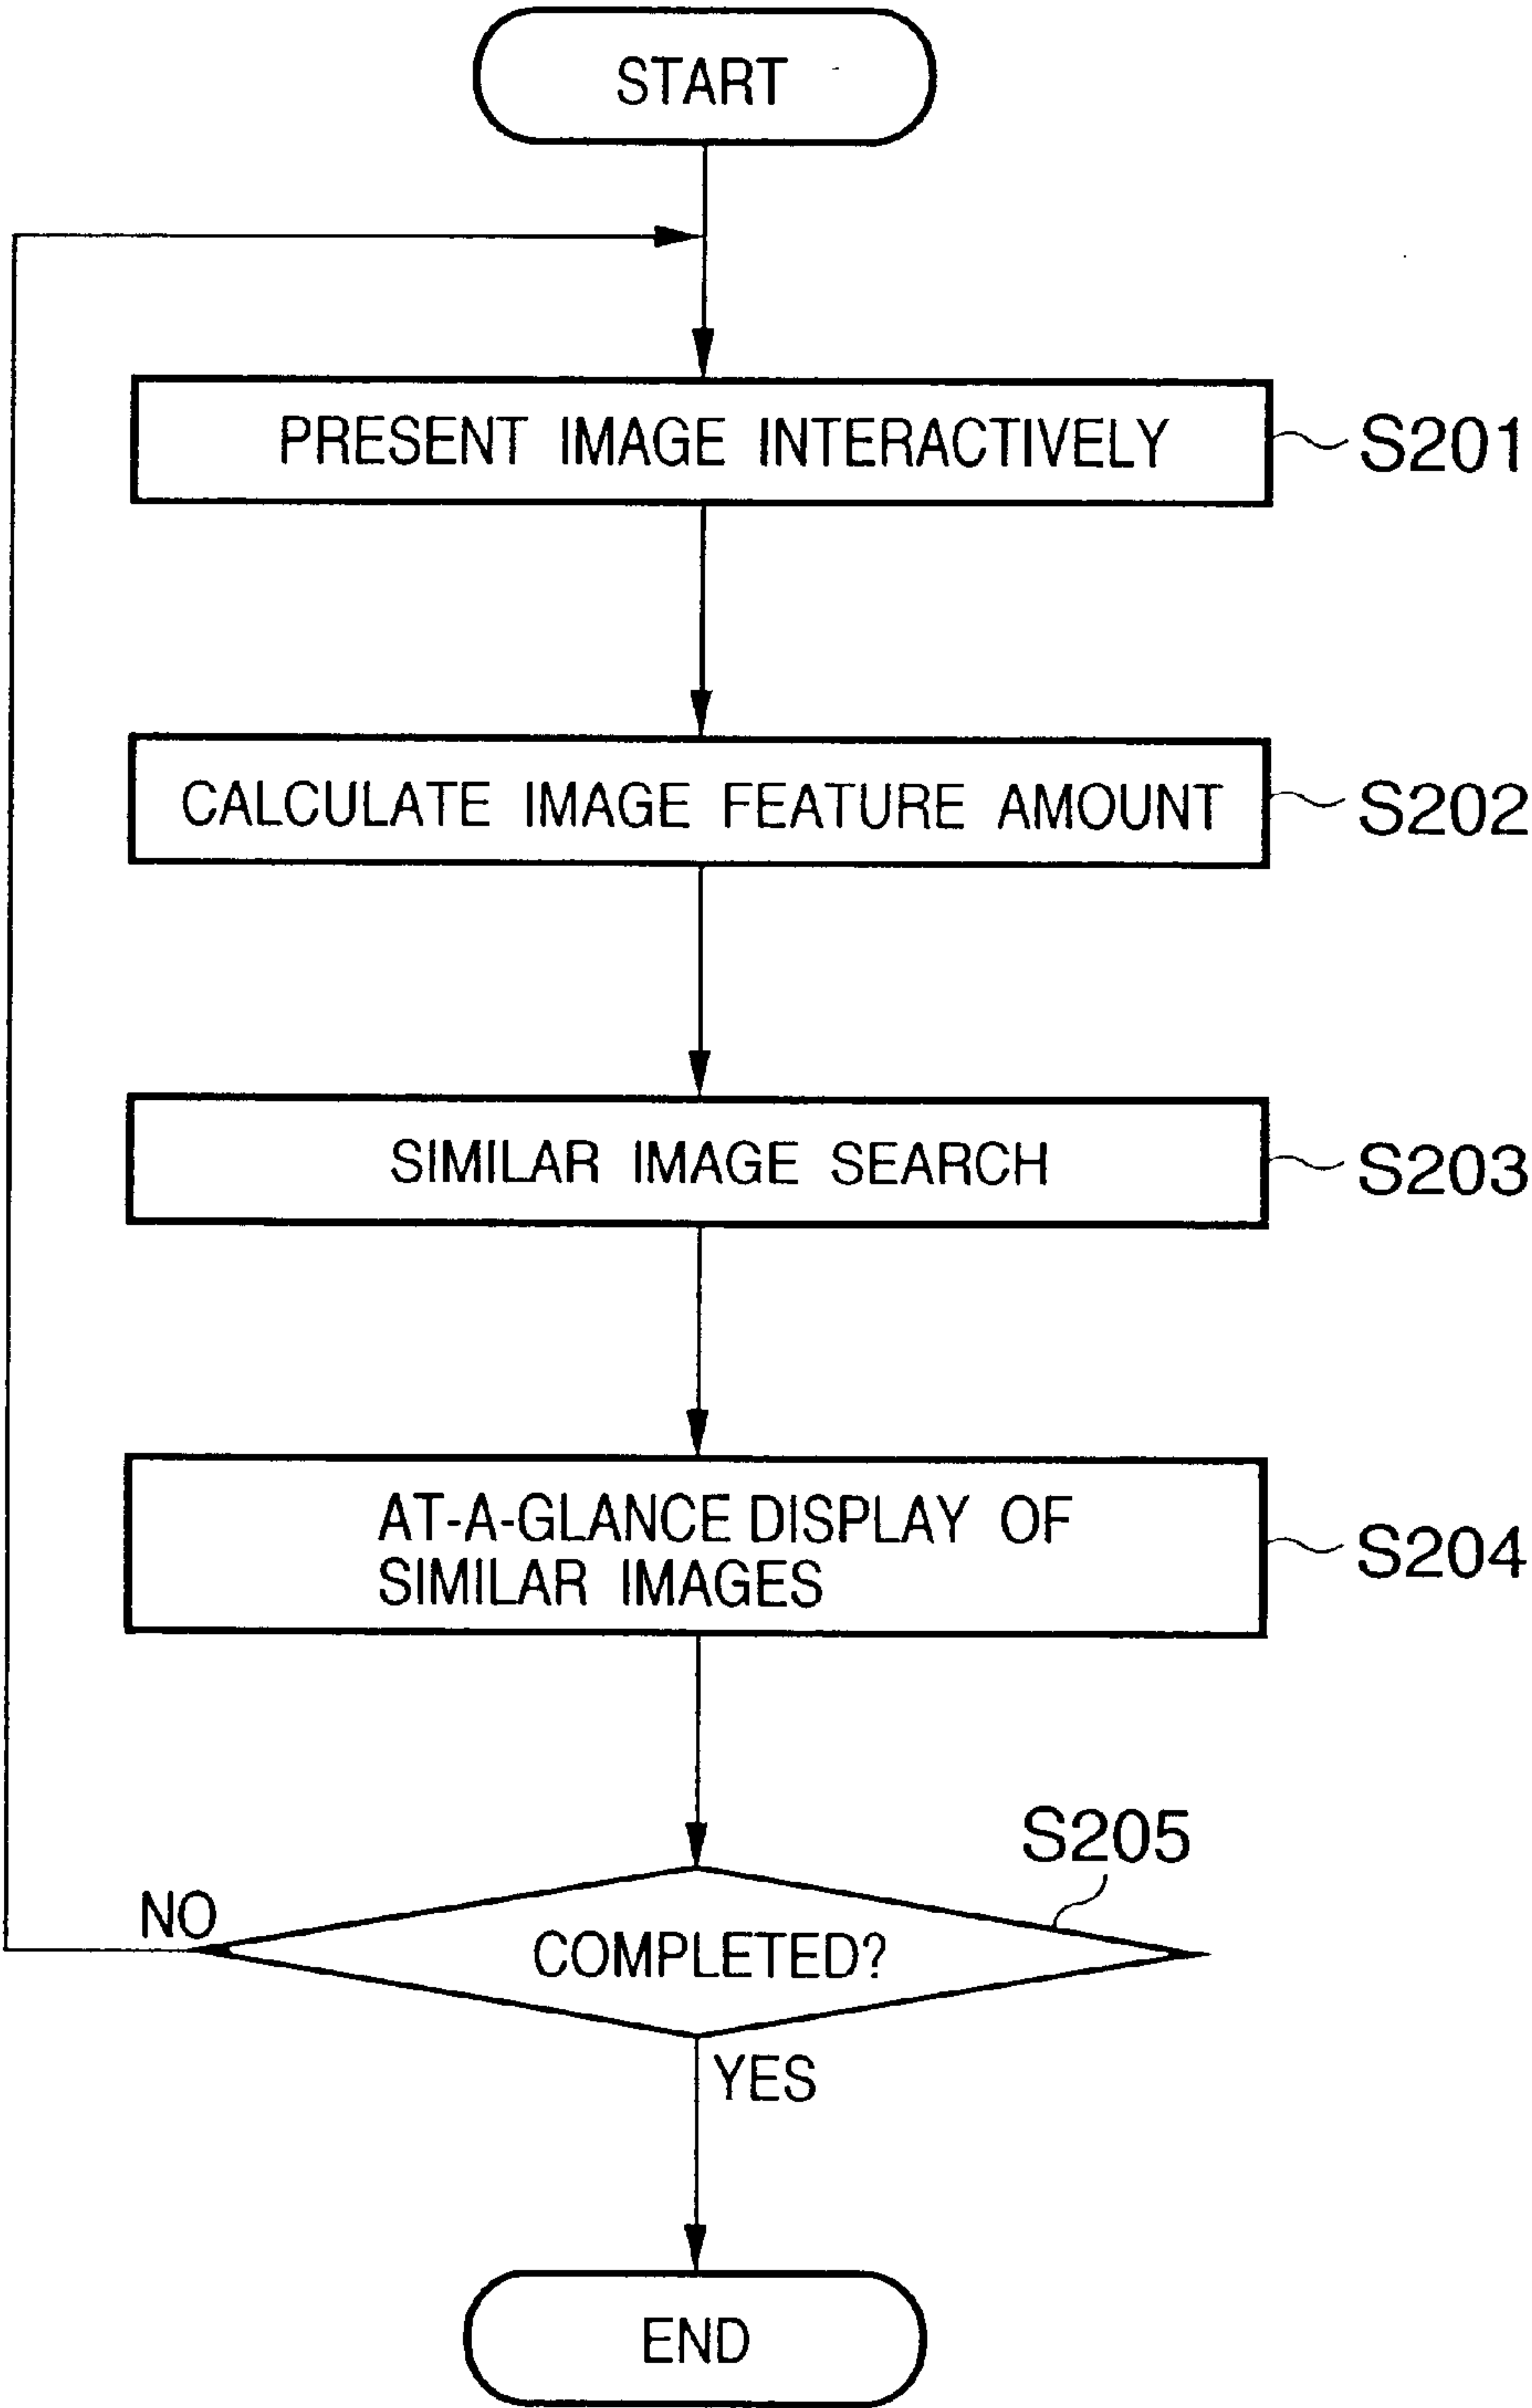 START
PRESENT IMAGE INTERACTIVELY
S201
CALCULATE IMAGE FEATURE AMOUNT
S202
SIMILAR IMAGE SEARCH
S203
AT-A-GLANCE DISPLAY OF
SIMILAR IMAGES
S204
S205
NO
COMPLETED?
YES
END